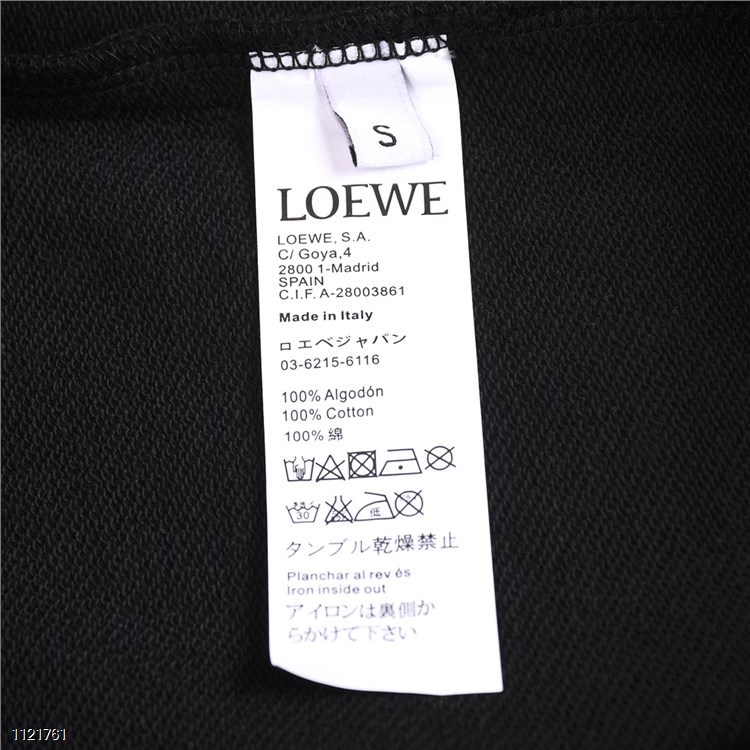 S
LOEWE
LOEWE, S.A.
C/ Goya,4
2800 1-Madrid
SPAIN
C.I.F. A-28003861
Made in Italy
ロエベジャパン
03-6215-6116
100% Algodón
100% Cotton
100% 綿
30
低
タンブル乾燥禁止
Planchar al rev és
Iron inside out
アイロンは裏側か
らかけて下さい
1121761